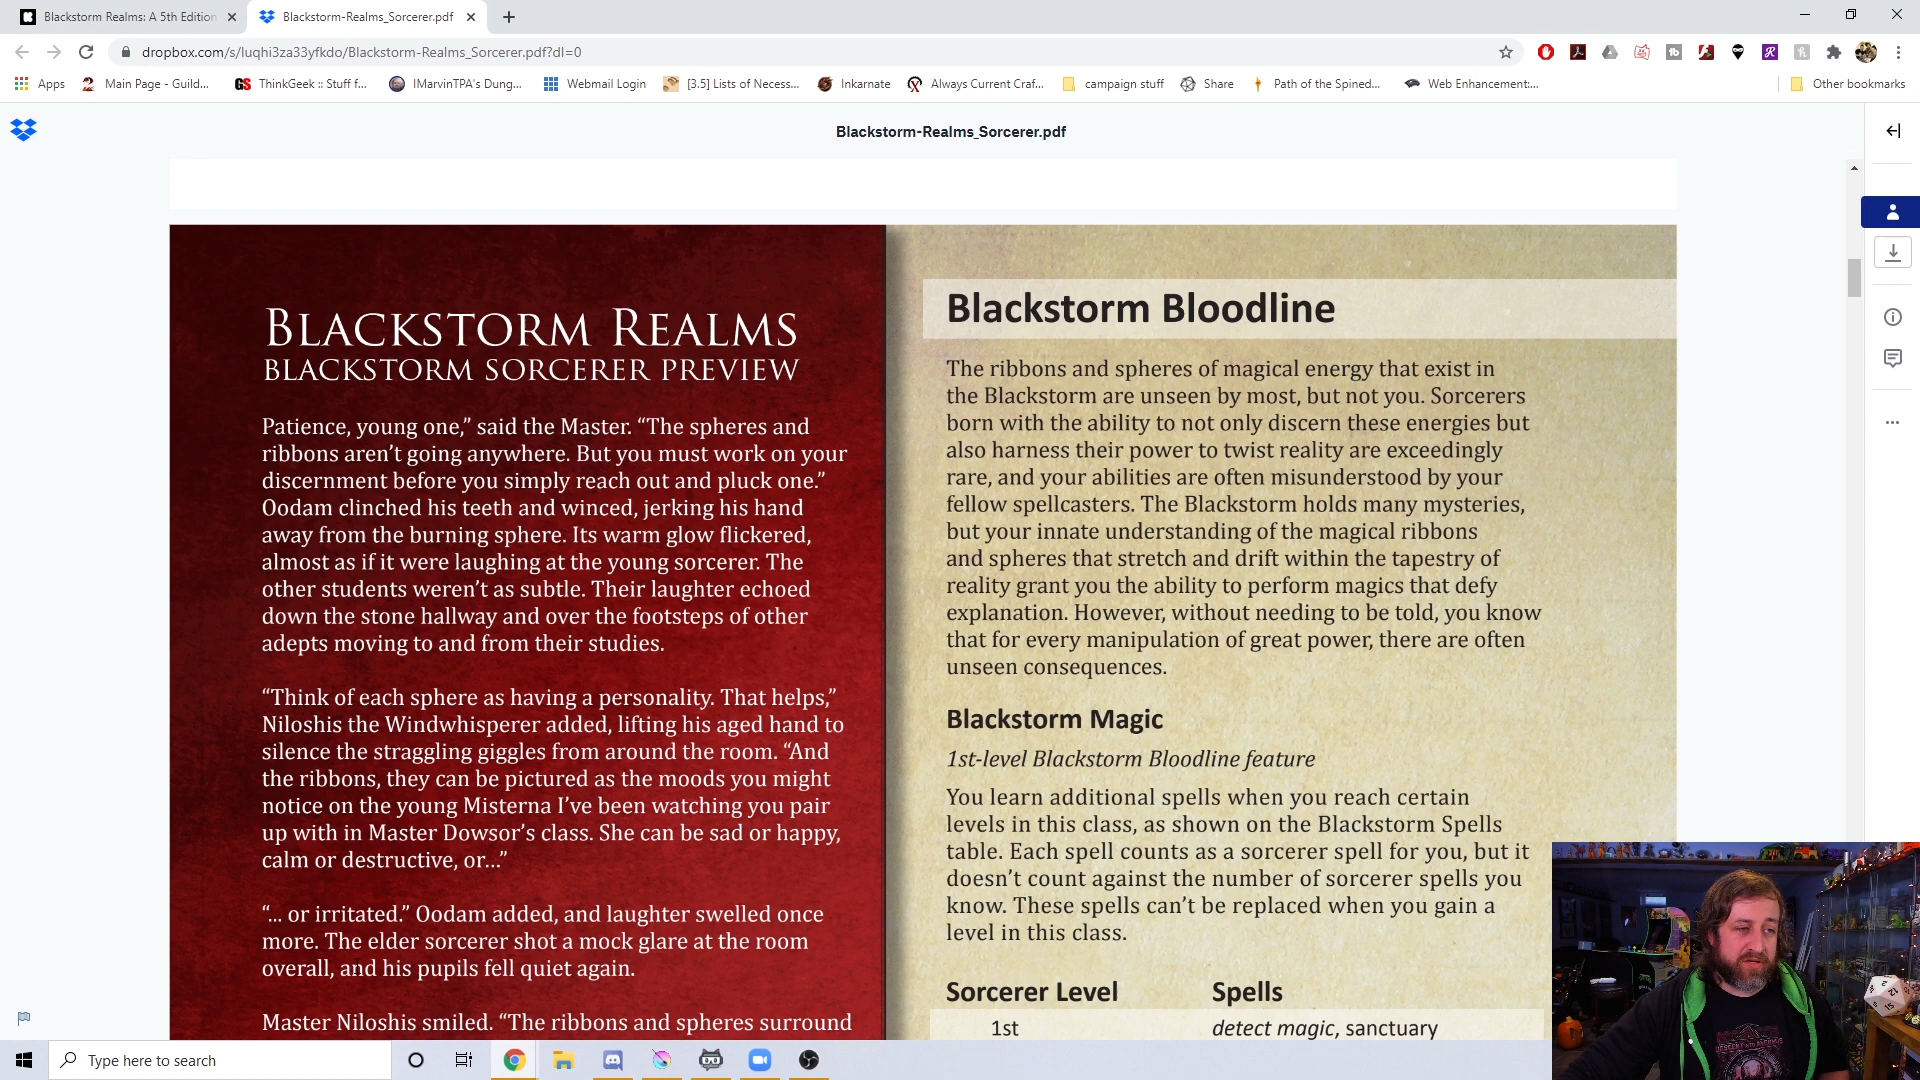 Blackstorm Realms: A 5th Edition
Blackstorm-Realms_Sorcerer.pdf
dropbox.com/s/luqhi3za33yfkdo/Blackstorm-Realms_Sorcerer.pdf?dl=0
Apps
Main Page - Guild...
GS ThinkGeek :: Stuff f...
IMarvinTPA's Dung...
Webmail Login
[3.5] Lists of Necess...
Inkarnate
Always Current Craf...
campaign stuff
Share
Path of the Spined...
Web Enhancement:...
Other bookmarks
Blackstorm-Realms_Sorcerer.pdf
BLACKSTORM REALMS
BLACKSTORM SORCERER PREVIEW
Patience, young one,” said the Master. “The spheres and
ribbons aren’t going anywhere. But you must work on your
discernment before you simply reach out and pluck one.”
Oodam clinched his teeth and winced, jerking his hand
away from the burning sphere. Its warm glow flickered,
almost as if it were laughing at the young sorcerer. The
other students weren’t as subtle. Their laughter echoed
down the stone hallway and over the footsteps of other
adepts moving to and from their studies.
“Think of each sphere as having a personality. That helps,”
Niloshis the Windwhisperer added, lifting his aged hand to
silence the straggling giggles from around the room. “And
the ribbons, they can be pictured as the moods you might
notice on the young Misterna I’ve been watching you pair
up with in Master Dowsor’s class. She can be sad or happy,
calm or destructive, or...”
“... or irritated.” Oodam added, and laughter swelled once
more. The elder sorcerer shot a mock glare at the room
overall, and his pupils fell quiet again.
Master Niloshis smiled. “The ribbons and spheres surround
Blackstorm Bloodline
The ribbons and spheres of magical energy that exist in
the Blackstorm are unseen by most, but not you. Sorcerers
born with the ability to not only discern these energies but
also harness their power to twist reality are exceedingly
rare, and your abilities are often misunderstood by your
fellow spellcasters. The Blackstorm holds many mysteries,
but your innate understanding of the magical ribbons
and spheres that stretch and drift within the tapestry of
reality grant you the ability to perform magics that defy
explanation. However, without needing to be told, you know
that for every manipulation of great power, there are often
unseen consequences.
Blackstorm Magic
1st-level Blackstorm Bloodline feature
You learn additional spells when you reach certain
levels in this class, as shown on the Blackstorm Spells
table. Each spell counts as a sorcerer spell for you, but it
doesn’t count against the number of sorcerer spells you
know. These spells can’t be replaced when you gain a
level in this class.
Sorcerer Level Spells
1st detect magic, sanctuary
Type here to search